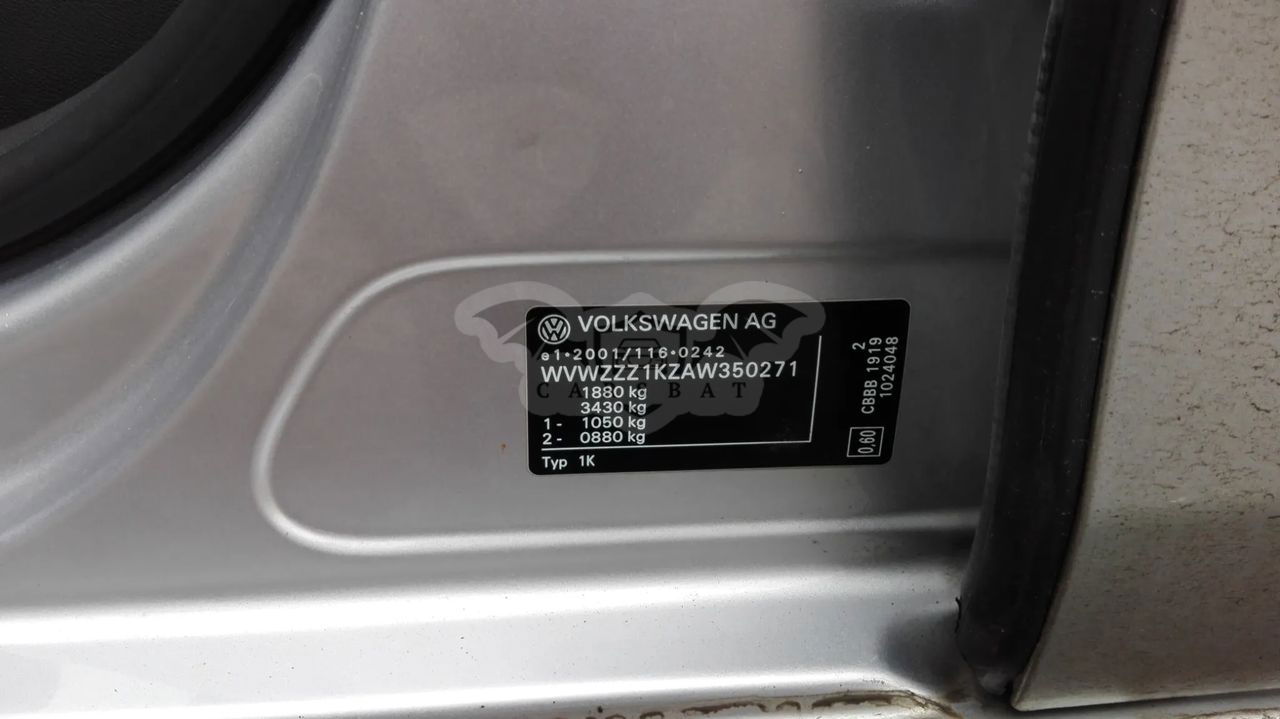 VOLKSWAGEN AG
e1*2001/116*0242
WVWZZZ1KZAW350271
1880 kg
3430 kg
1- 1050 kg
2- 0880 kg
Typ 1K
2
CBBB 1919
1024048
0,60
CARSBAT